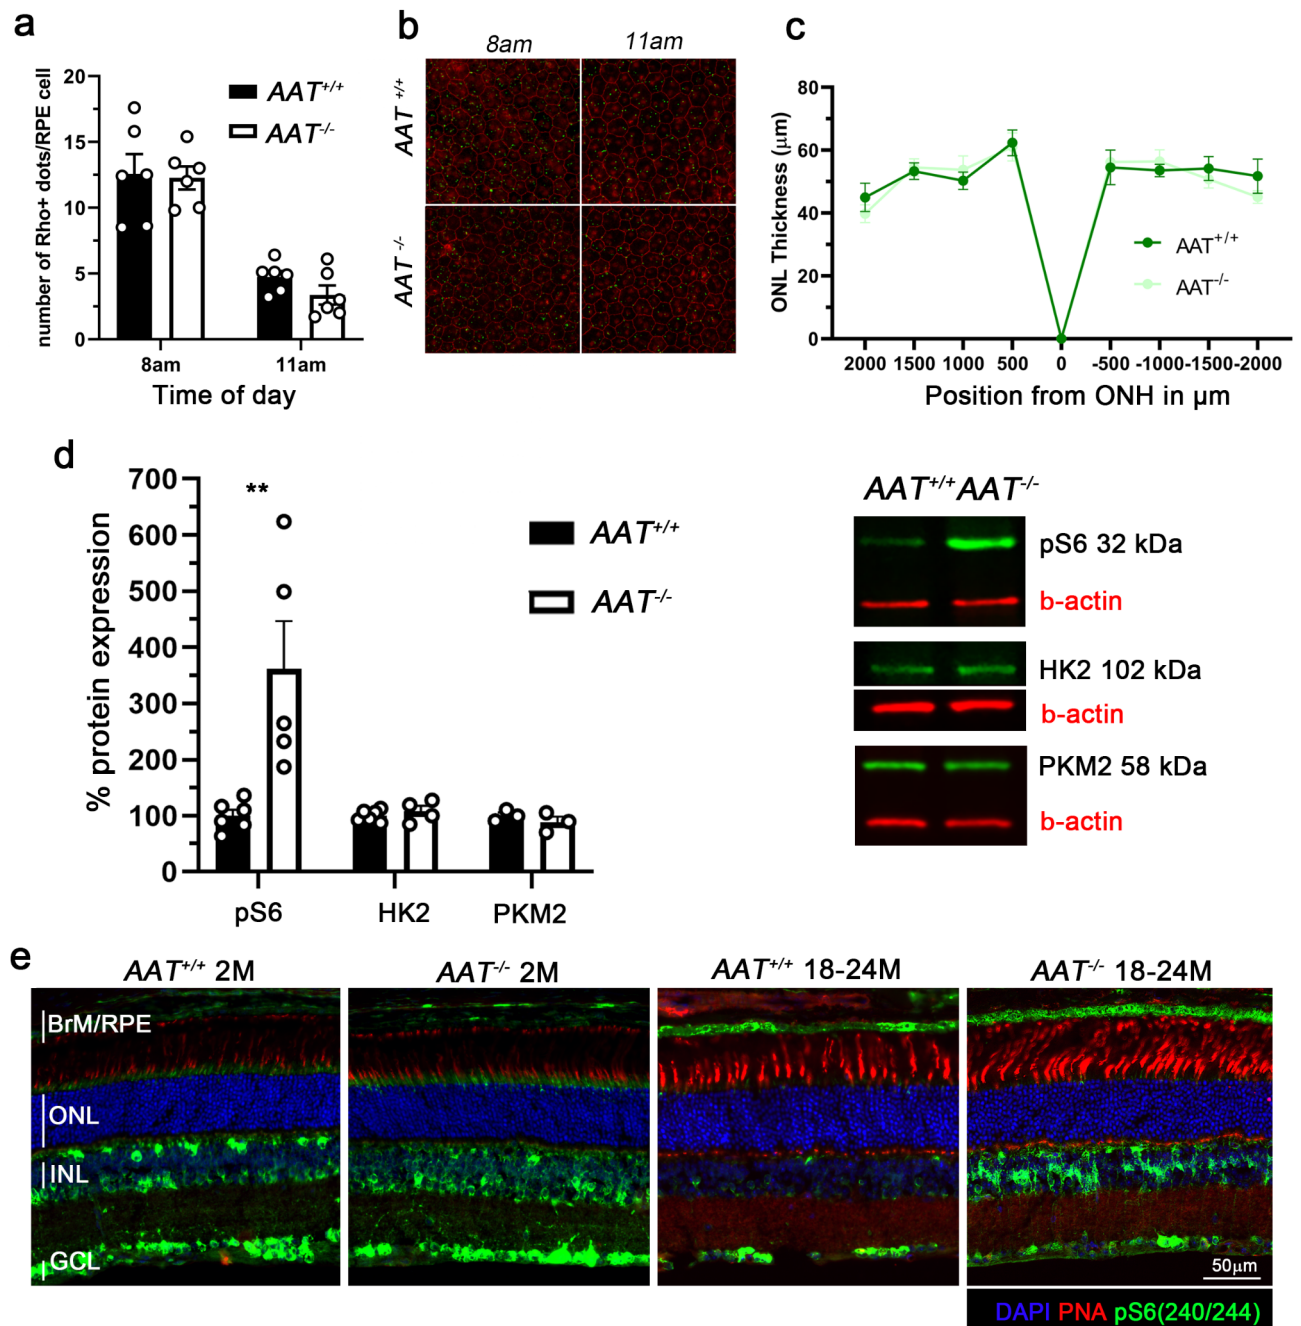 a
number of Rho+ dots/RPE cell
20
15
10
5
0
AAT+/+
AAT-/-
8am
11am
Time of day
b
8am
11am
AAT +/+
AAT -/-
c
ONL Thickness (μm)
80
60
40
20
0
AAT+/+
AAT-/-
2000 1500 1000 500 0 -500 -1000 -1500 -2000
Position from ONH in μm
d
% protein expression
700
600
500
400
300
200
100
0
**
AAT+/+
AAT-/-
pS6 HK2 PKM2
AAT+/+ AAT-/-
pS6 32 kDa
b-actin
HK2 102 kDa
b-actin
PKM2 58 kDa
b-actin
e
AAT+/+ 2M
AAT-/- 2M
AAT+/+ 18-24M
AAT-/- 18-24M
BrM/RPE
ONL
INL
GCL
50μm
DAPI PNA pS6(240/244)